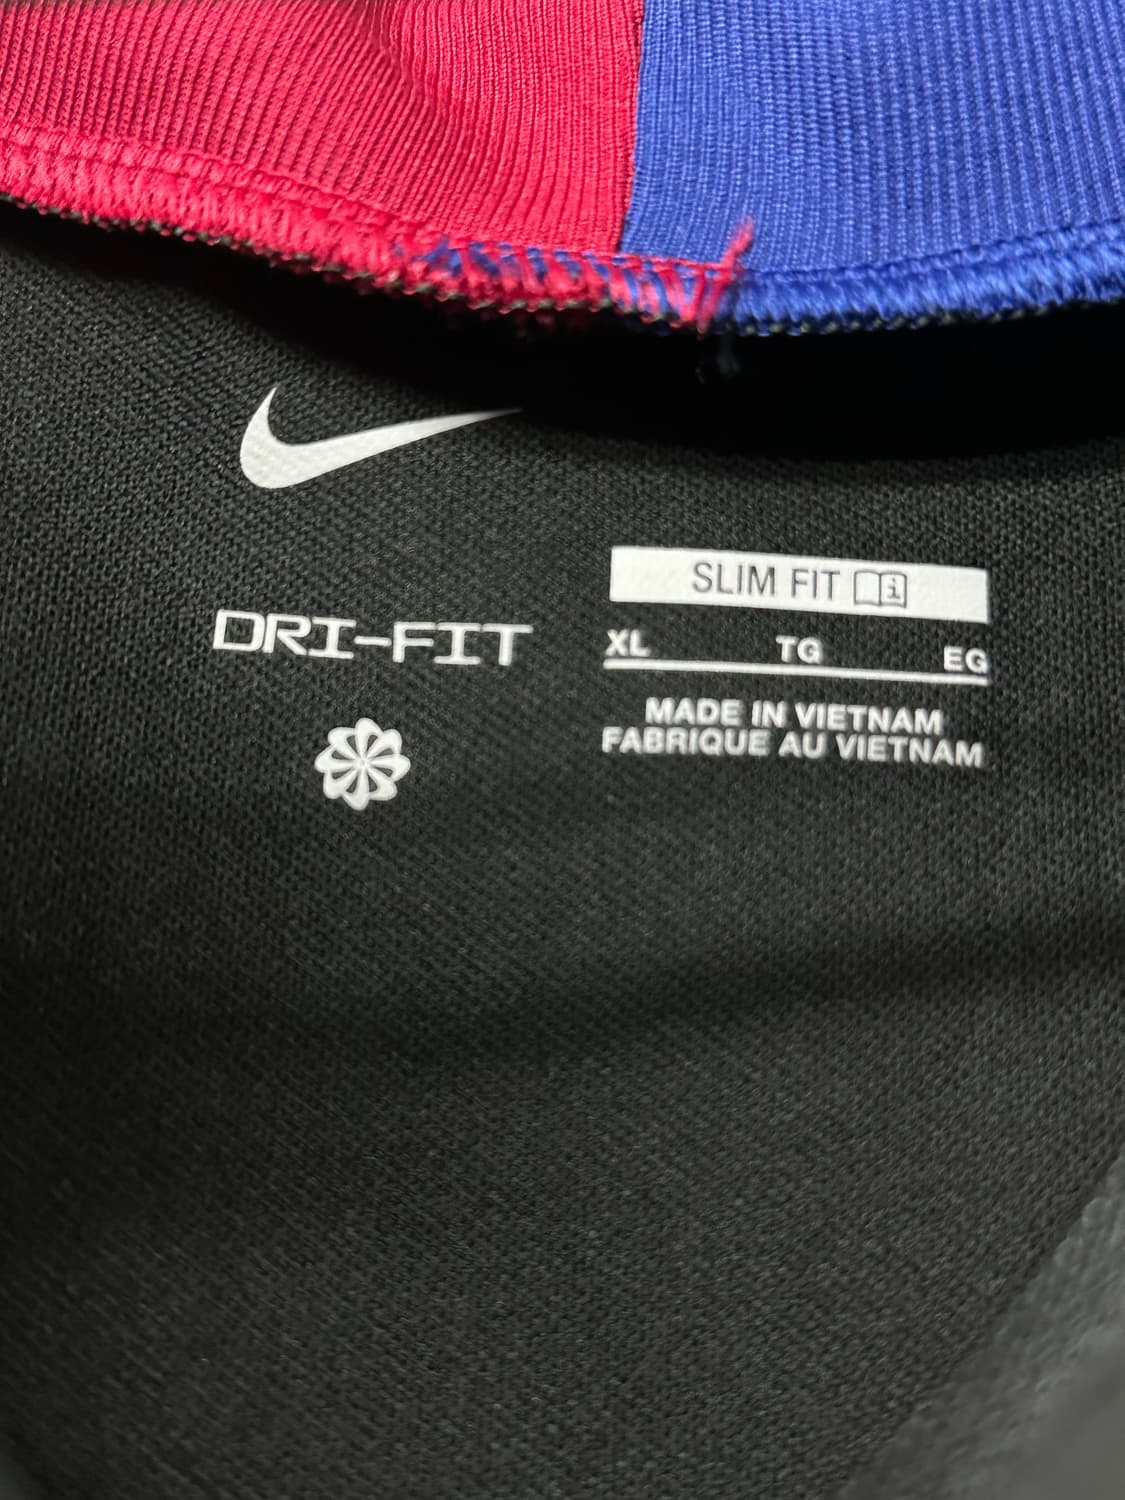 DRI-FIT
SLIM FIT i
XL TG EG
MADE IN VIETNAM
FABRIQUE AU VIETNAM